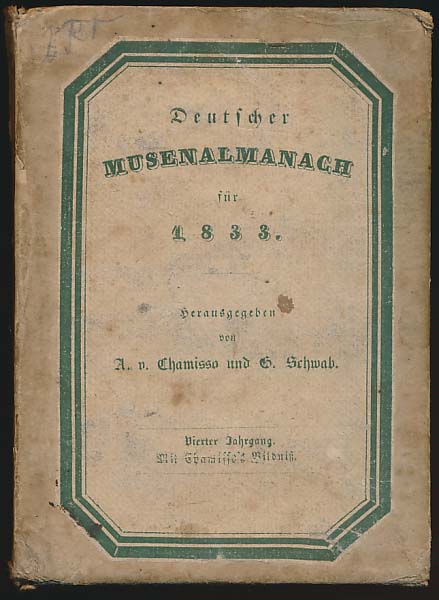 Deutscher
MUSENALMANACH
für
1833.
Herausgegeben
von
A. v. Chamisso und G. Schwab.
Vierter Jahrgang.
Mit Chamisso's Bildniß.